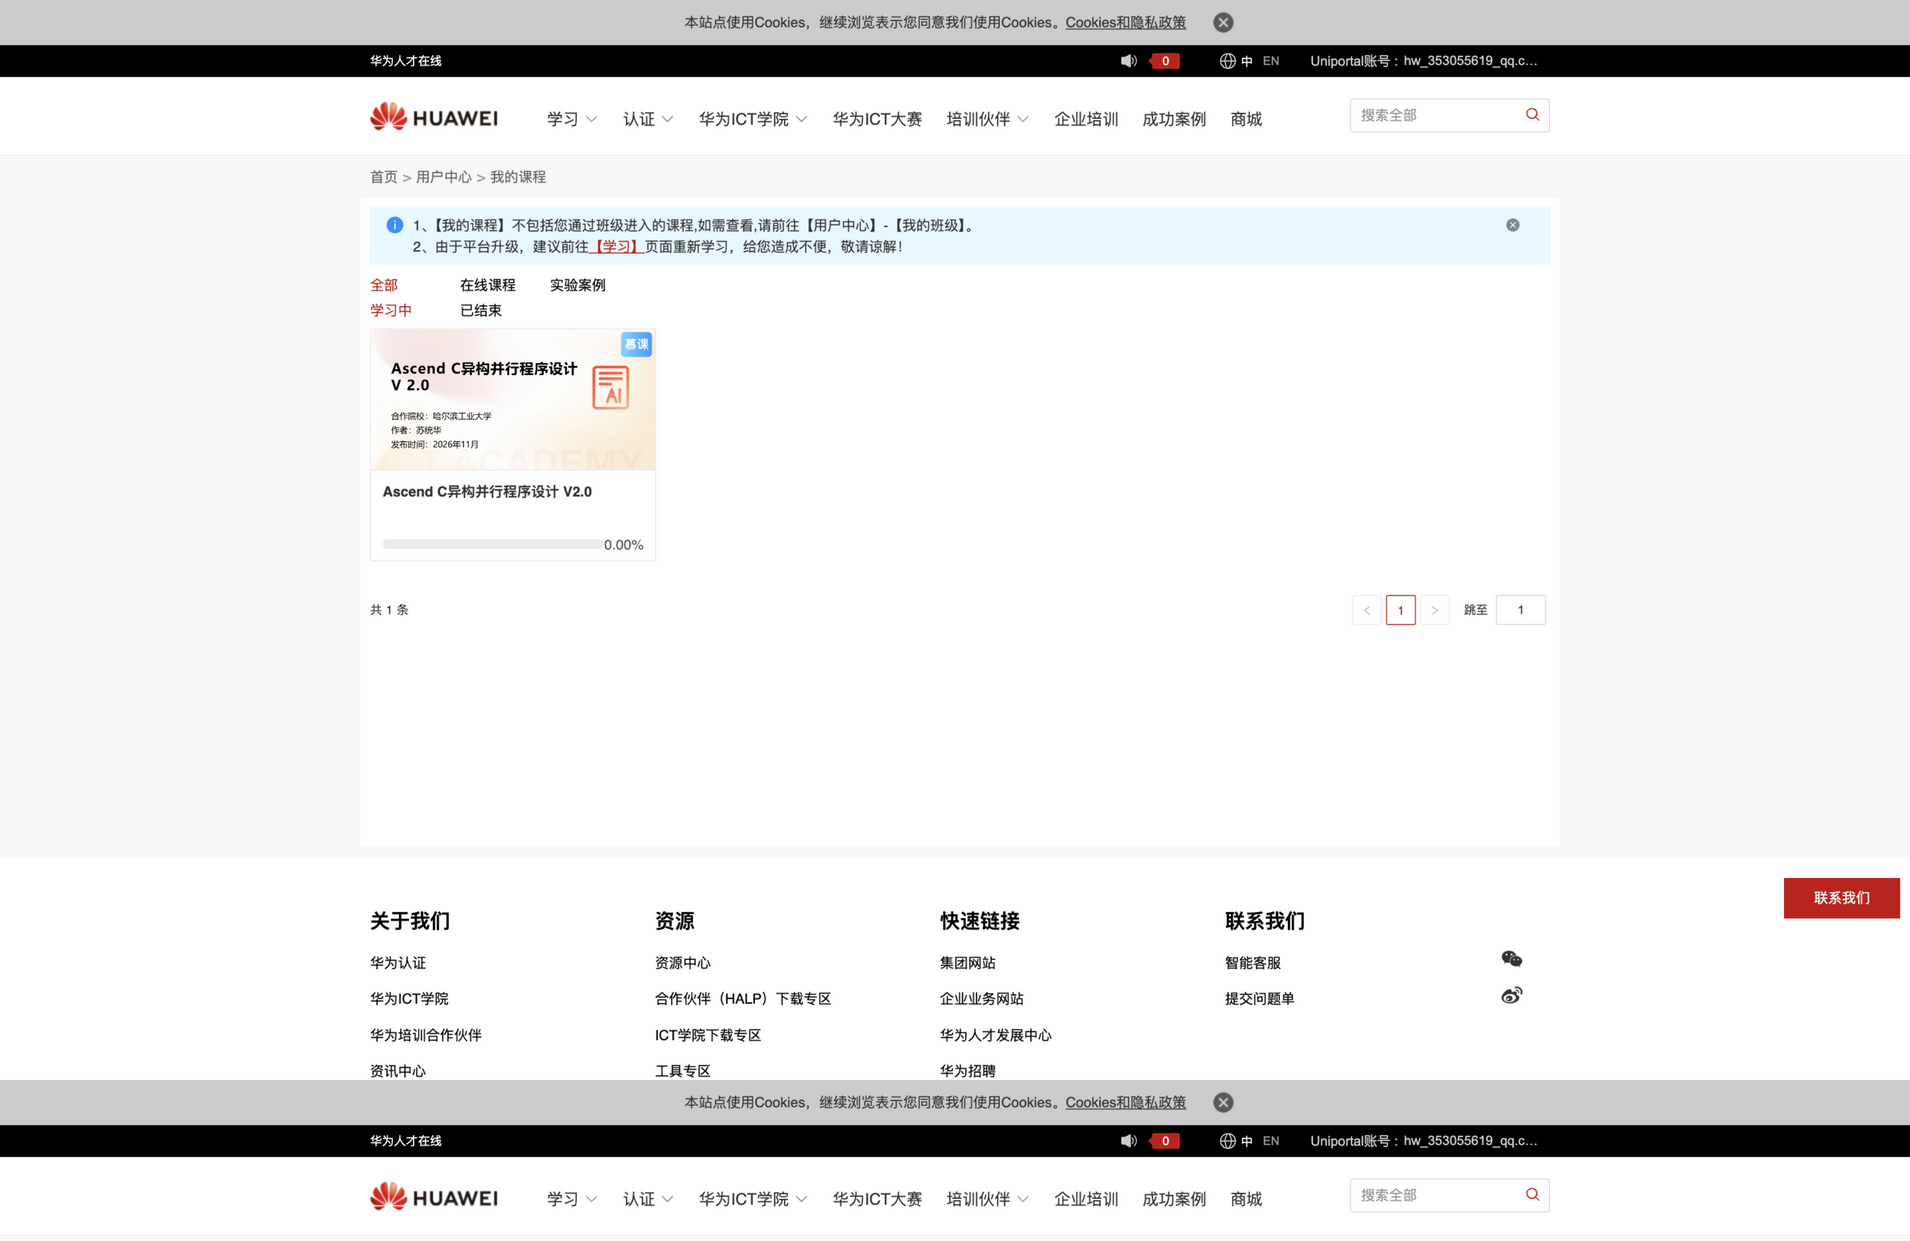 本站点使用Cookies，继续浏览表示您同意我们使用Cookies。Cookies和隐私政策
华为人才在线 0 中 EN Uniportal账号：hw_353055619_qq.c...
HUAWEI 学习 认证 华为ICT学院 华为ICT大赛 培训伙伴 企业培训 成功案例 商城 搜索全部
首页 > 用户中心 > 我的课程
1、【我的课程】不包括您通过班级进入的课程,如需查看,请前往【用户中心】-【我的班级】。
2、由于平台升级，建议前往【学习】页面重新学习，给您造成不便，敬请谅解！
全部 在线课程 实验案例
学习中 已结束
慕课
Ascend C异构并行程序设计
V 2.0
AI
合作院校：哈尔滨工业大学
作者：苏统华
发布时间：2026年11月
ICT ACADEMY
Ascend C异构并行程序设计 V2.0
0.00%
共 1 条 < 1 > 跳至 1
联系我们
关于我们 资源 快速链接 联系我们
华为认证 资源中心 集团网站 智能客服
华为ICT学院 合作伙伴（HALP）下载专区 企业业务网站 提交问题单
华为培训合作伙伴 ICT学院下载专区 华为人才发展中心
资讯中心 工具专区 华为招聘
本站点使用Cookies，继续浏览表示您同意我们使用Cookies。Cookies和隐私政策
华为人才在线 0 中 EN Uniportal账号：hw_353055619_qq.c...
HUAWEI 学习 认证 华为ICT学院 华为ICT大赛 培训伙伴 企业培训 成功案例 商城 搜索全部